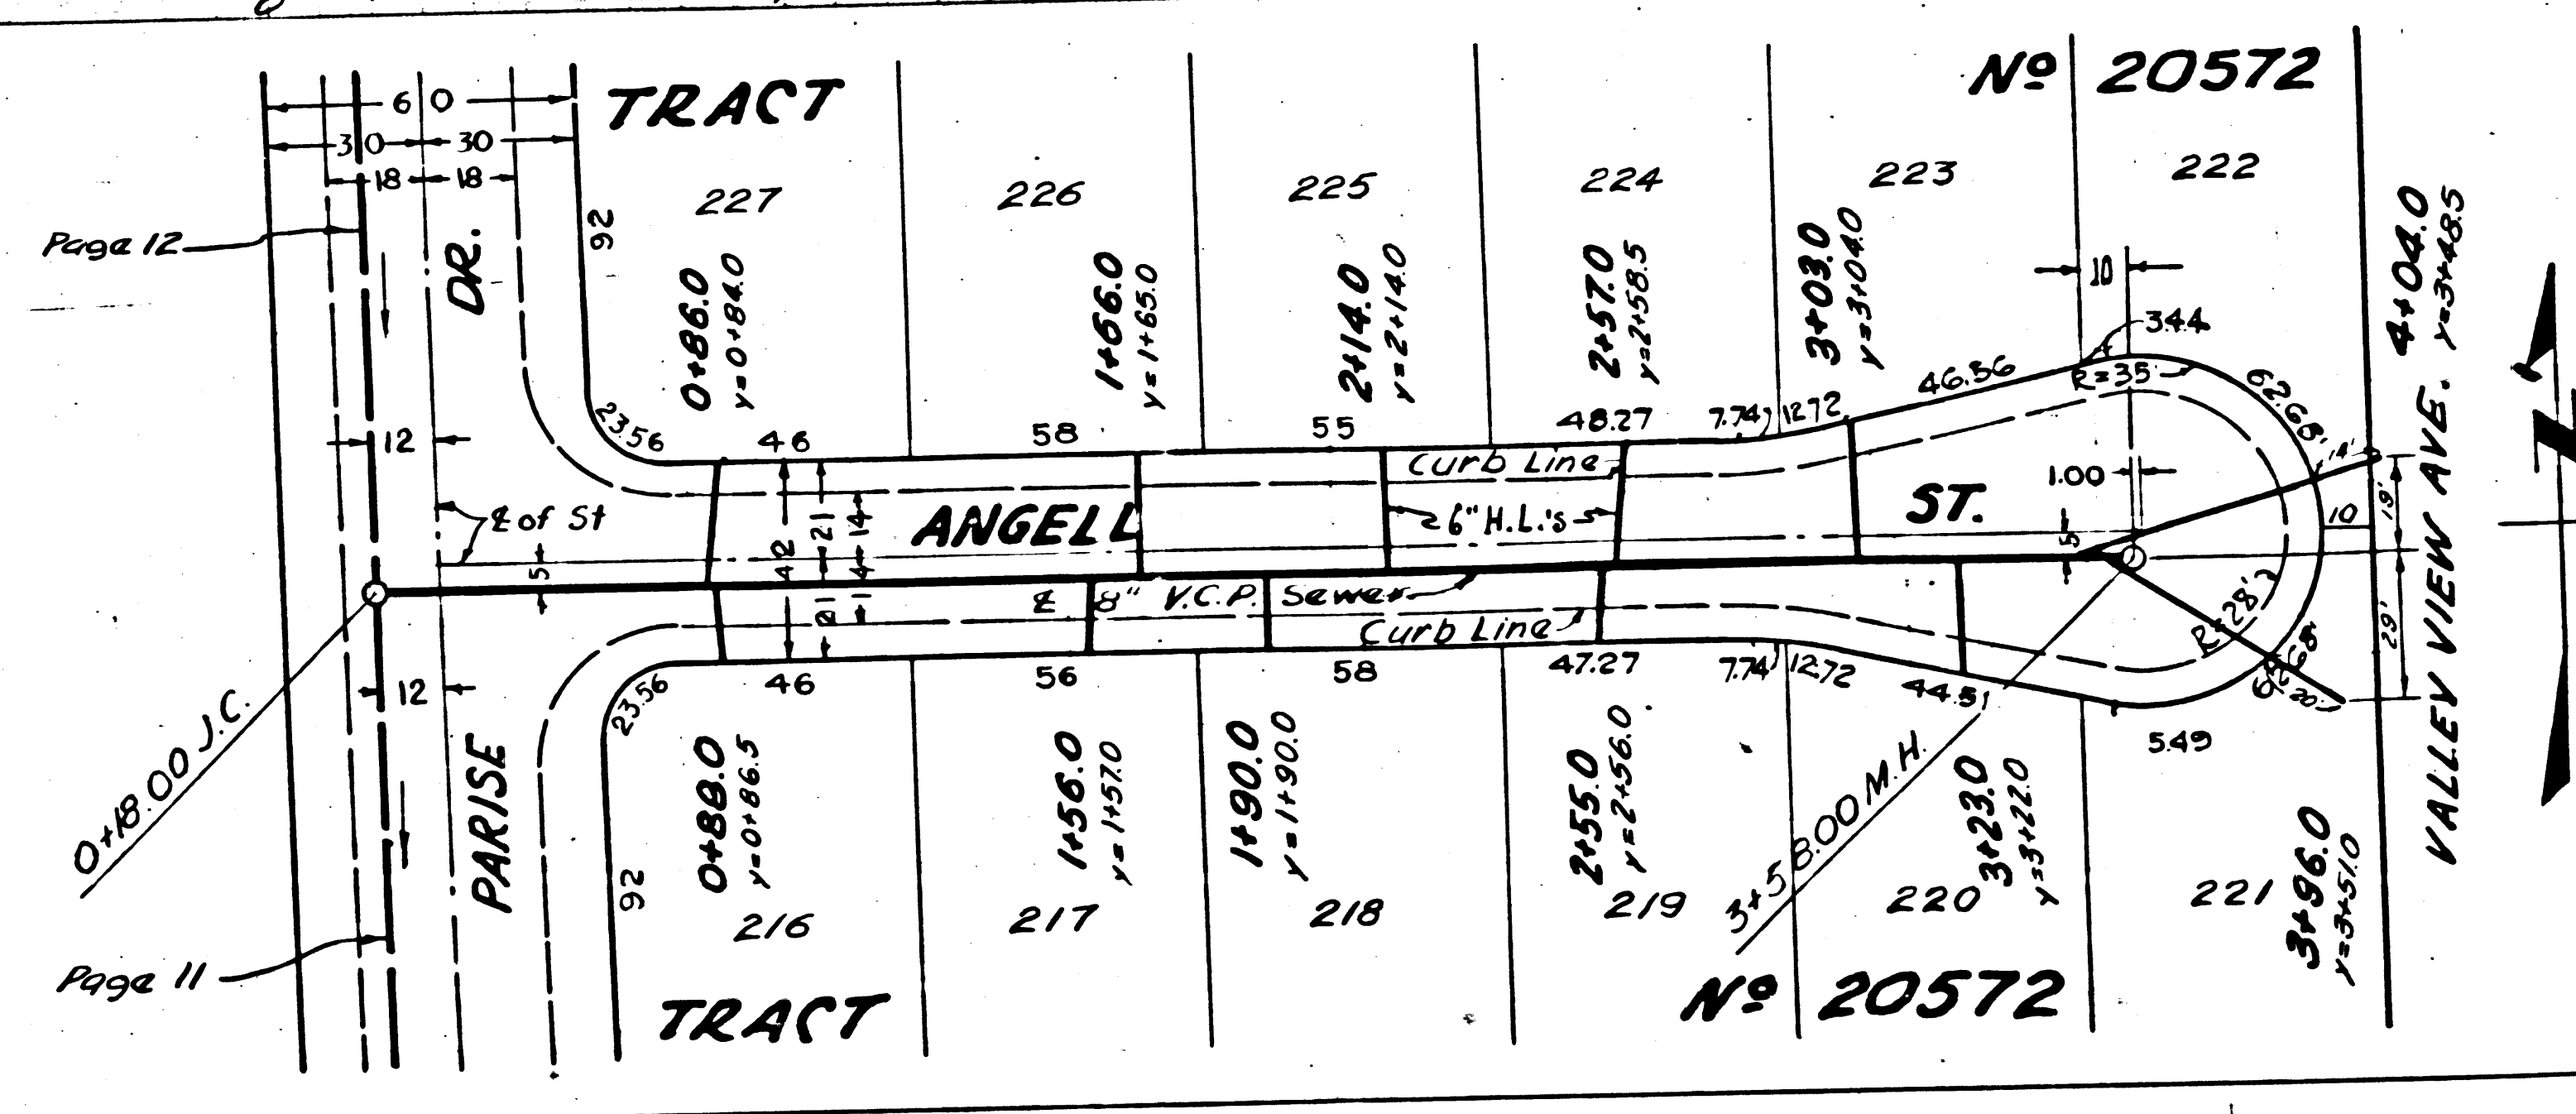 TRACT
Nº 20572
60
30 30
18 18
Page 12
DR.
92
227
226
225
224
223
222
0+86.0
y=0+84.0
1+66.0
y=1+65.0
2+14.0
y=2+14.0
2+57.0
y=2+58.5
3+03.0
y=3+04.0
4+04.0
y=3+48.5
10
3.44
R=35'
62.68'
23.56
46
58
55
48.27
7.74
12.72
46.56
12
Curb Line
14'
1.00
19'
10
℄ of St
5
42
21
14
ANGELL
6" H.L.'s
ST.
5
℄ 8" V.C.P. Sewer
21
14
Curb Line
R=28'
29'
VALLEY VIEW AVE.
0+18.00 J.C.
12
23.56
46
56
58
47.27
7.74
12.72
44.51
62.68'
20'
5.49
PARISE
92
0+88.0
y=0+86.5
1+56.0
y=1+57.0
1+90.0
y=1+90.0
2+55.0
y=2+56.0
3+58.00 M.H.
3+23.0
y=3+22.0
3+96.0
y=3+51.0
216
217
218
219
220
221
Page 11
TRACT
Nº 20572